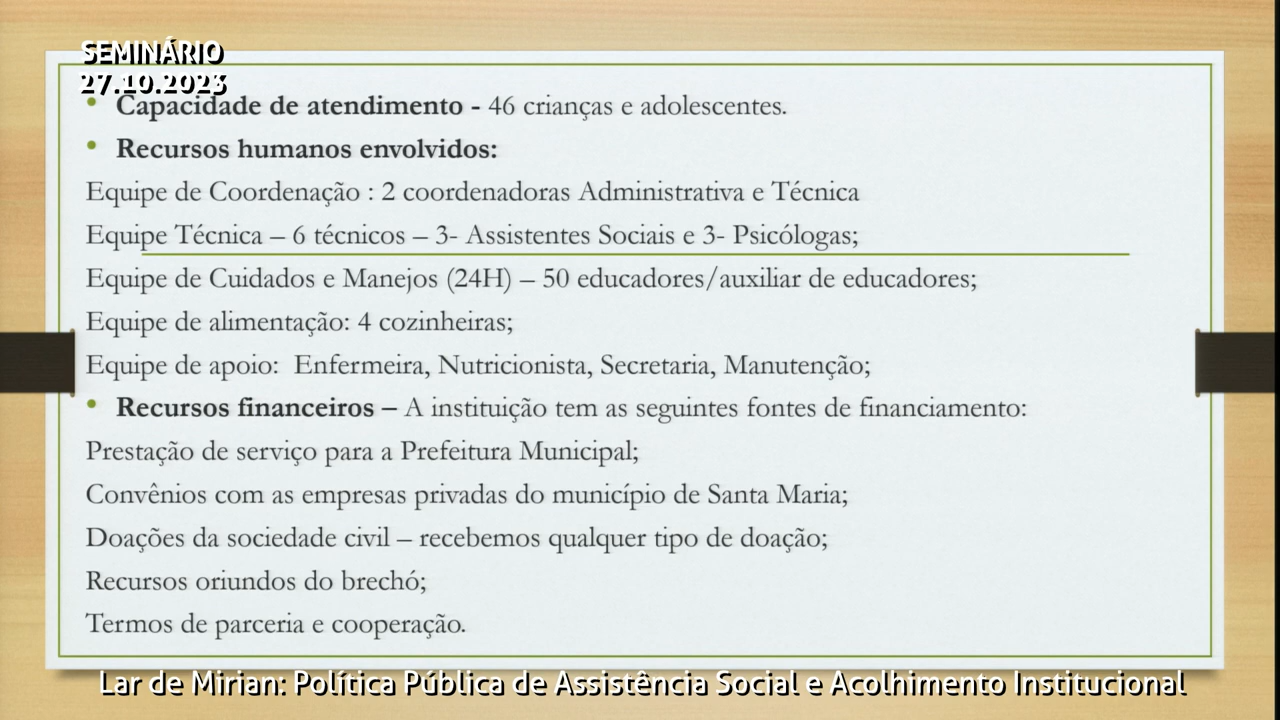 SEMINÁRIO
27.10.2023
• Capacidade de atendimento - 46 crianças e adolescentes.
• Recursos humanos envolvidos:
Equipe de Coordenação : 2 coordenadoras Administrativa e Técnica
Equipe Técnica – 6 técnicos – 3- Assistentes Sociais e 3- Psicólogas;
Equipe de Cuidados e Manejos (24H) – 50 educadores/auxiliar de educadores;
Equipe de alimentação: 4 cozinheiras;
Equipe de apoio: Enfermeira, Nutricionista, Secretaria, Manutenção;
• Recursos financeiros – A instituição tem as seguintes fontes de financiamento:
Prestação de serviço para a Prefeitura Municipal;
Convênios com as empresas privadas do município de Santa Maria;
Doações da sociedade civil – recebemos qualquer tipo de doação;
Recursos oriundos do brechó;
Termos de parceria e cooperação.
Lar de Mirian: Política Pública de Assistência Social e Acolhimento Institucional